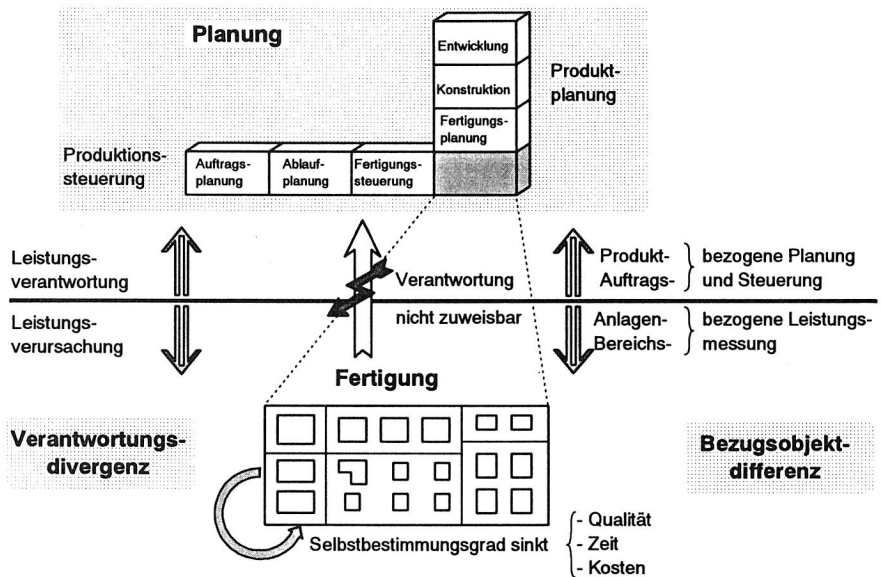 Planung
Entwicklung
Konstruktion
Fertigungs-
planung
Produkt-
planung
Produktions-
steuerung
Auftrags-
planung
Ablauf-
planung
Fertigungs-
steuerung
Leistungs-
verantwortung
Verantwortung
Produkt-
Auftrags-
bezogene Planung
und Steuerung
Leistungs-
verursachung
nicht zuweisbar
Anlagen-
Bereichs-
bezogene Leistungs-
messung
Fertigung
Verantwortungs-
divergenz
Bezugsobjekt-
differenz
Selbstbestimmungsgrad sinkt
- Qualität
- Zeit
- Kosten